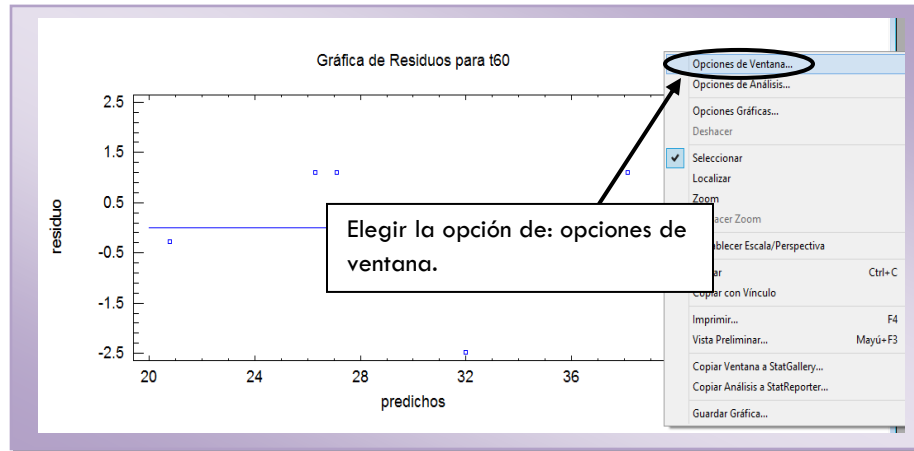 Gráfica de Residuos para t60
2.5
1.5
0.5
-0.5
-1.5
-2.5
residuo
20
24
28
32
36
predichos
Elegir la opción de: opciones de
ventana.
Opciones de Ventana...
Opciones de Análisis...
Opciones Gráficas...
Deshacer
Seleccionar
Localizar
Zoom
Zoom
Escala/Perspectiva
Ctrl+C
Copiar con Vínculo
Imprimir... F4
Vista Preliminar... Mayú+F3
Copiar Ventana a StatGallery...
Copiar Análisis a StatReporter...
Guardar Gráfica...